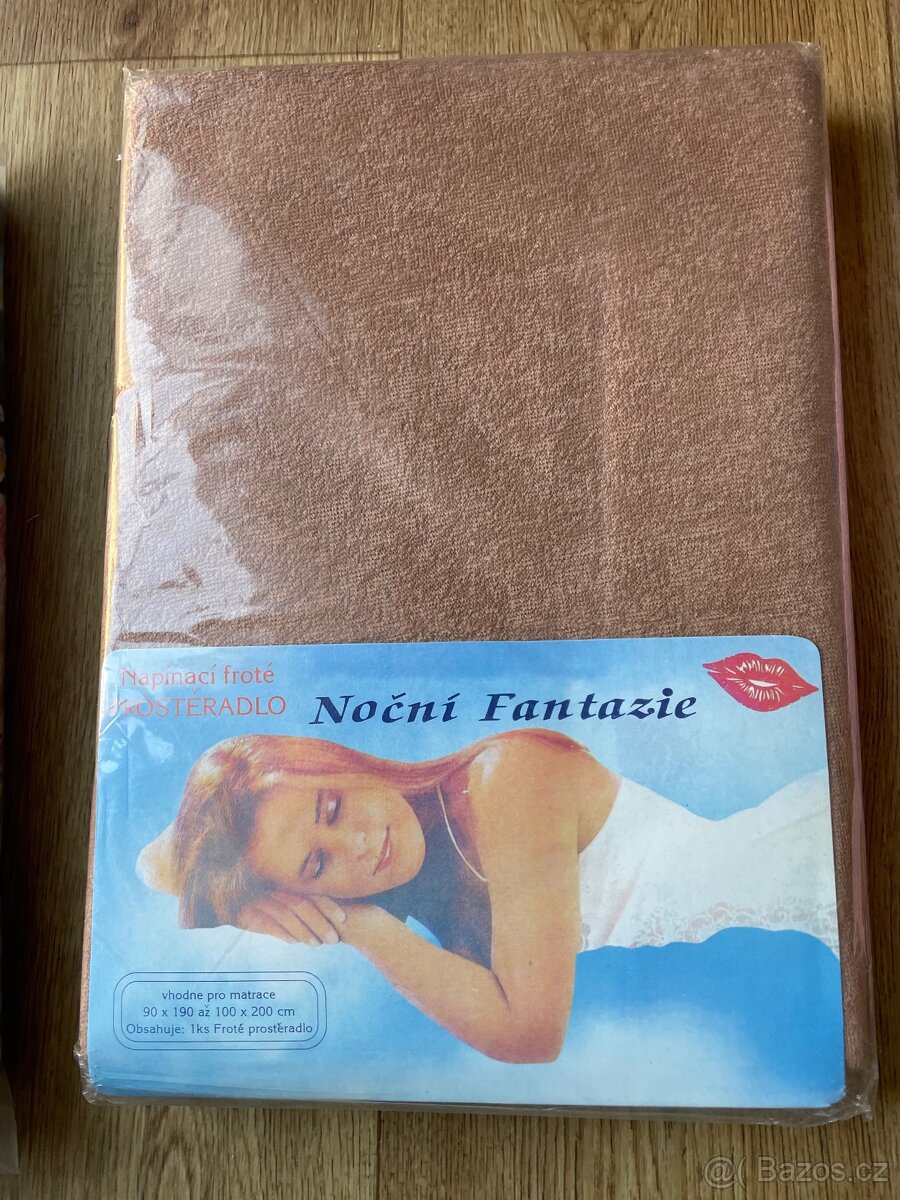 Napínací froté
PROSTĚRADLO
Noční Fantazie
vhodne pro matrace
90 x 190 až 100 x 200 cm
Obsahuje: 1ks Froté prostěradlo
@( Bazos.cz